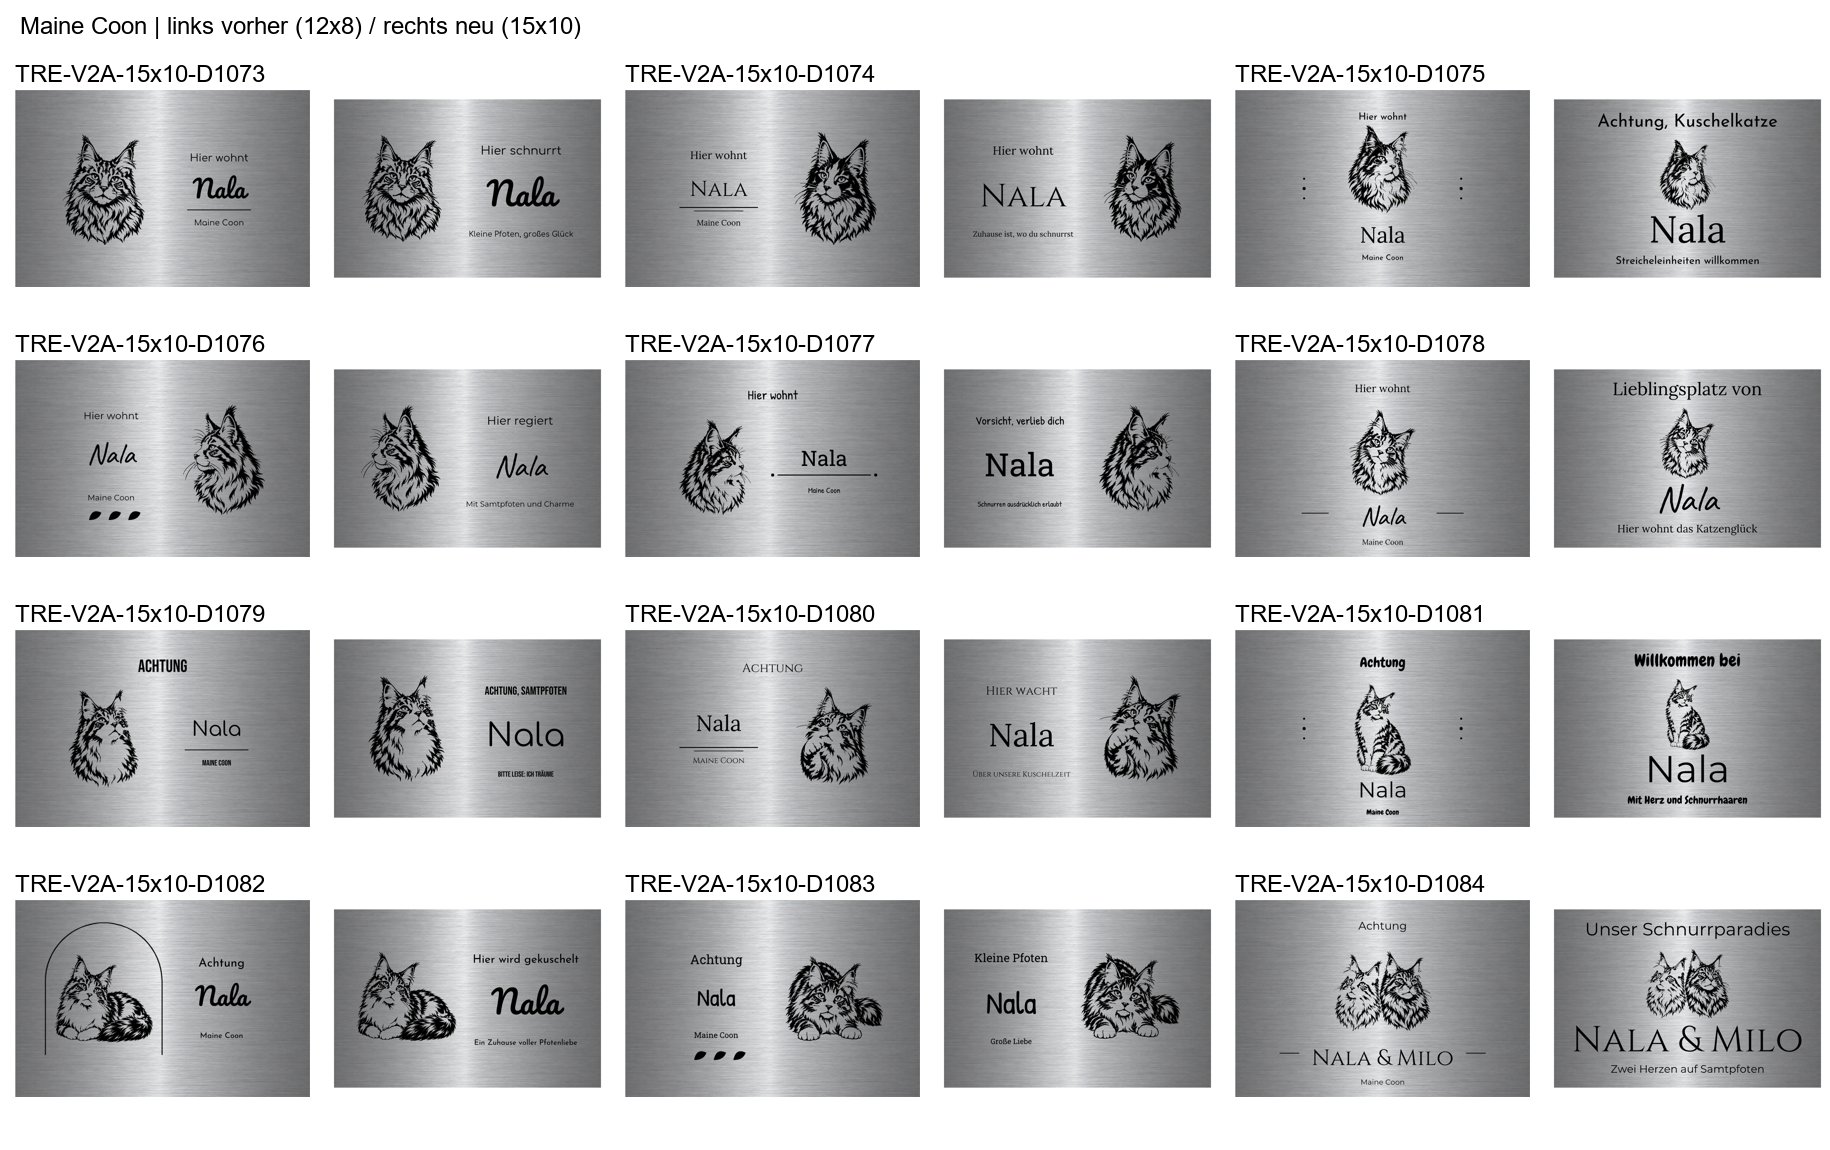 Maine Coon | links vorher (12x8) / rechts neu (15x10)
TRE-V2A-15x10-D1073
Hier wohnt
Nala
Maine Coon
Hier schnurrt
Nala
Kleine Pfoten, großes Glück
TRE-V2A-15x10-D1074
Hier wohnt
Nala
Maine Coon
Hier wohnt
Nala
Zuhause ist, wo du schnurrst
TRE-V2A-15x10-D1075
Hier wohnt
Nala
Maine Coon
Achtung, Kuschelkatze
Nala
Streicheleinheiten willkommen
TRE-V2A-15x10-D1076
Hier wohnt
Nala
Maine Coon
Hier regiert
Nala
Mit Samtpfoten und Charme
TRE-V2A-15x10-D1077
Hier wohnt
Nala
Maine Coon
Vorsicht, verlieb dich
Nala
Schnurren ausdrücklich erlaubt
TRE-V2A-15x10-D1078
Hier wohnt
Nala
Maine Coon
Lieblingsplatz von
Nala
Hier wohnt das Katzenglück
TRE-V2A-15x10-D1079
ACHTUNG
Nala
MAINE COON
ACHTUNG, SAMTPFOTEN
Nala
BITTE LEISE: ICH TRÄUME
TRE-V2A-15x10-D1080
Achtung
Nala
Maine Coon
Hier wacht
Nala
Über unsere Kuschelzeit
TRE-V2A-15x10-D1081
Achtung
Nala
Maine Coon
Willkommen bei
Nala
Mit Herz und Schnurrhaaren
TRE-V2A-15x10-D1082
Achtung
Nala
Maine Coon
Hier wird gekuschelt
Nala
Ein Zuhause voller Pfotenliebe
TRE-V2A-15x10-D1083
Achtung
Nala
Maine Coon
Kleine Pfoten
Nala
Große Liebe
TRE-V2A-15x10-D1084
Achtung
Nala & Milo
Maine Coon
Unser Schnurrparadies
Nala & Milo
Zwei Herzen auf Samtpfoten